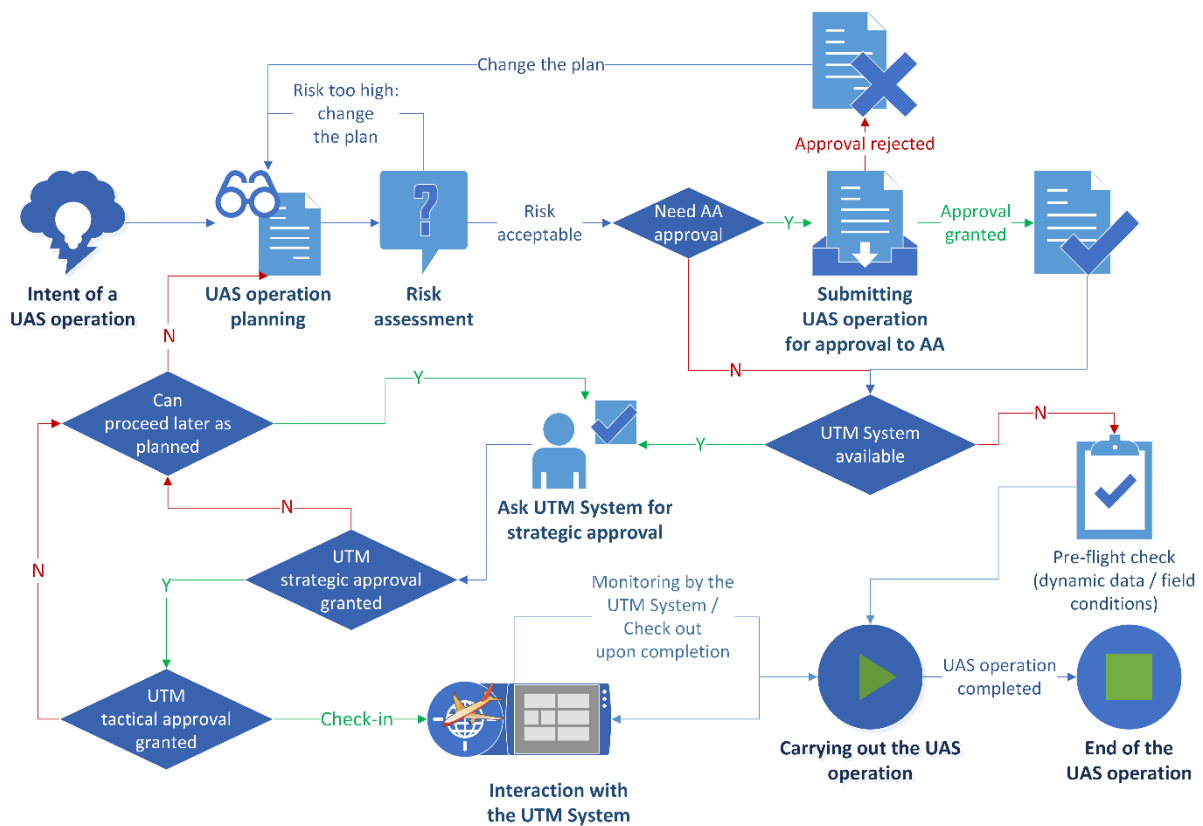 Change the plan
Risk too high:
change
the plan
Approval rejected
?
Risk
acceptable
Need AA
approval
Y
Approval
granted
Intent of a
UAS operation
UAS operation
planning
Risk
assessment
Submitting
UAS operation
for approval to AA
N
N
Can
proceed later as
planned
Y
N
UTM System
available
Y
Ask UTM System for
strategic approval
N
UTM
strategic approval
granted
Y
N
Pre-flight check
(dynamic data / field
conditions)
Monitoring by the
UTM System /
Check out
upon completion
UAS operation
completed
UTM
tactical approval
granted
Check-in
Interaction with
the UTM System
Carrying out the UAS
operation
End of the
UAS operation